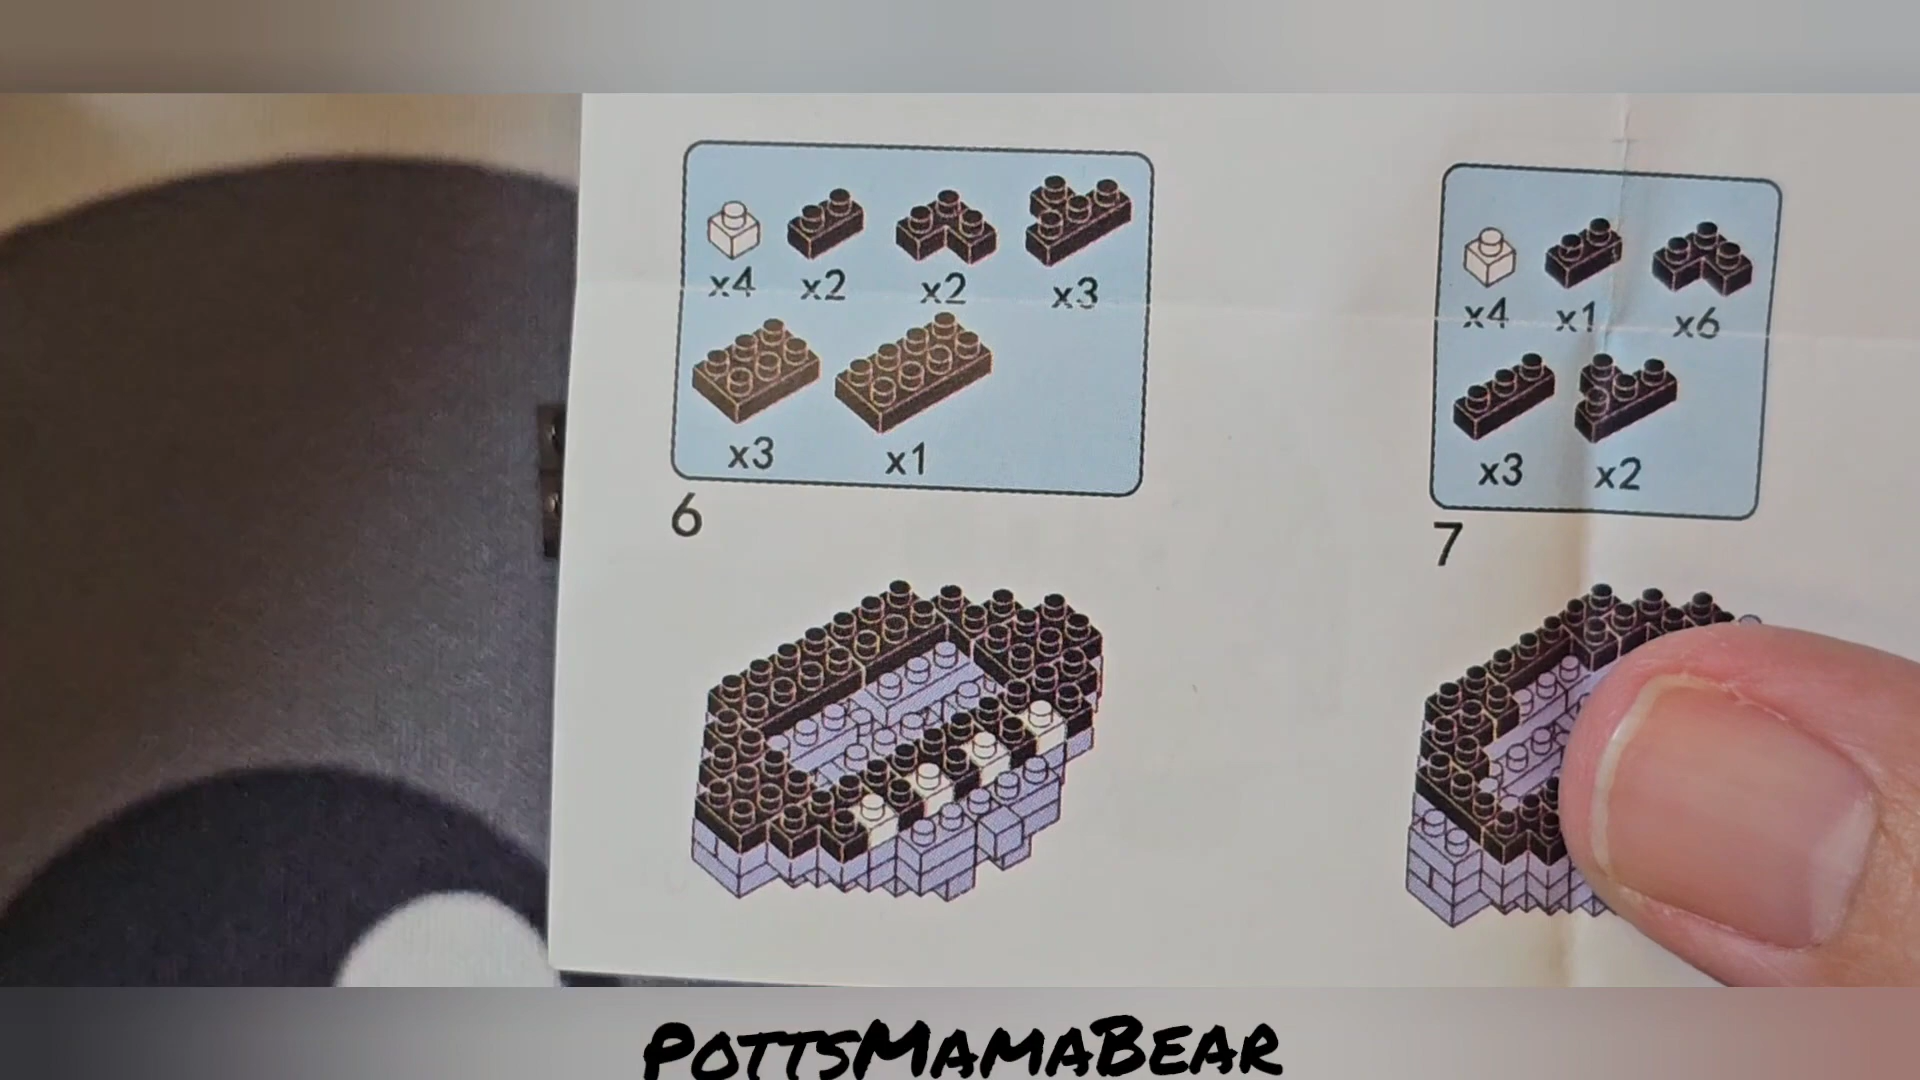 x4 x2 x2 x3
x3 x1
6
x4 x1 x6
x3 x2
7
PottsMamaBear